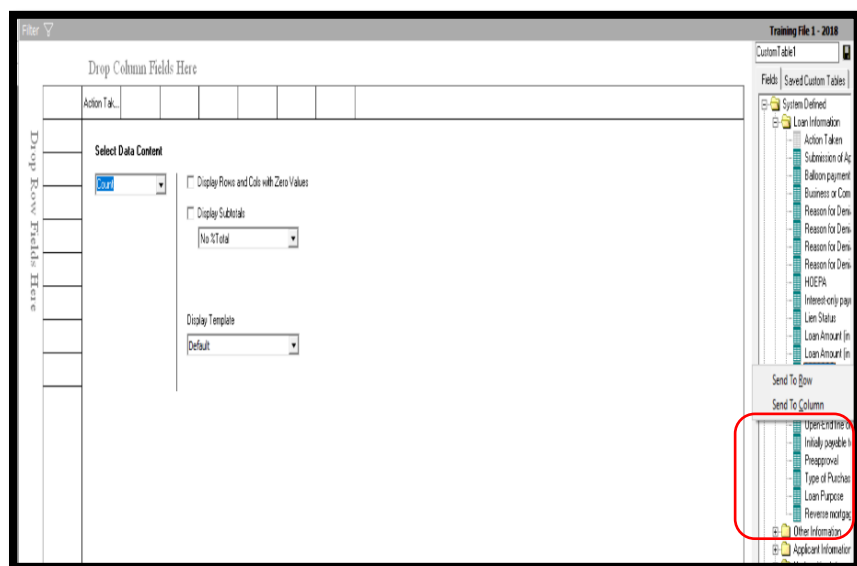 Filter
Training File 1 - 2018
CustomTable1
Drop Column Fields Here
Fields
Saved Custom Tables
Action Tak...
Drop Row Fields Here
Select Data Content
Count
Display Rows and Cols with Zero Values
Display Subtotals
No %Total
Display Template
Default
System Defined
Loan Information
Action Taken
Submission of Ap
Balloon payment
Business or Com
Reason for Deni
Reason for Deni
Reason for Deni
Reason for Deni
HOEPA
Interest-only pay
Lien Status
Loan Amount (in
Loan Amount (in
Send To Row
Send To Column
Open-End line o
Initially payable t
Preapproval
Type of Purchas
Loan Purpose
Reverse mortgag
Other Information
Applicant Information